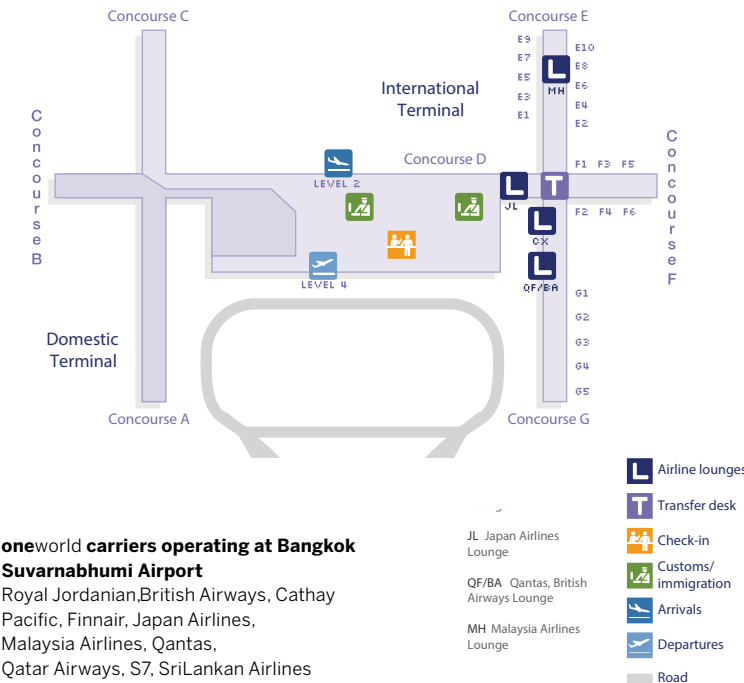 Concourse C
Concourse E
E9
E7
E5
E3
E1
E10
E8
E6
E4
E2
L
MH
International
Terminal
Concourse B
Concourse D
Concourse F
F1 F3 F5
LEVEL 2
L
JL
T
F2 F4 F6
L
CX
L
QF/BA
LEVEL 4
G1
G2
G3
G4
G5
Domestic
Terminal
Concourse A
Concourse G
L Airline lounges
T Transfer desk
Check-in
Customs/
immigration
Arrivals
Departures
Road
JL Japan Airlines
Lounge
QF/BA Qantas, British
Airways Lounge
MH Malaysia Airlines
Lounge
oneworld carriers operating at Bangkok
Suvarnabhumi Airport
Royal Jordanian,British Airways, Cathay
Pacific, Finnair, Japan Airlines,
Malaysia Airlines, Qantas,
Qatar Airways, S7, SriLankan Airlines